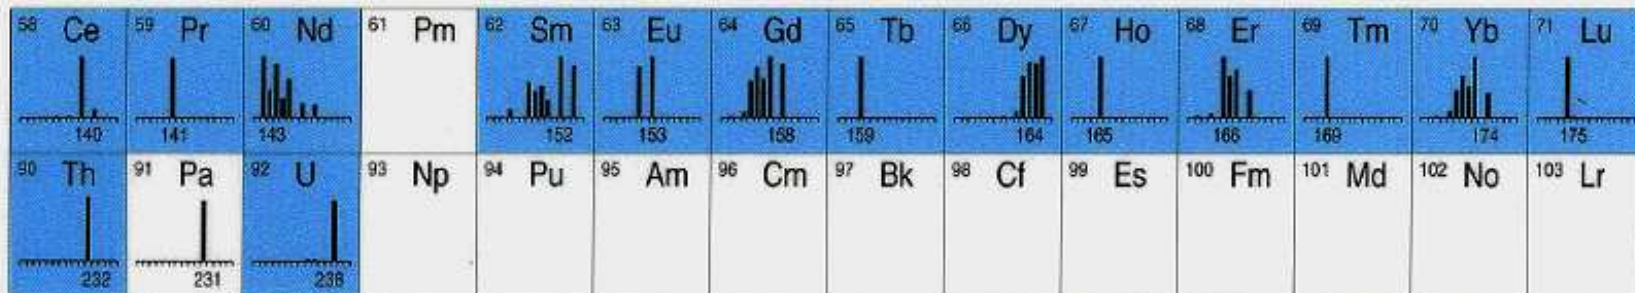 58 Ce 59 Pr 60 Nd 61 Pm 62 Sm 63 Eu 64 Gd 65 Tb 66 Dy 67 Ho 68 Er 69 Tm 70 Yb 71 Lu
140 141 143 152 153 158 159 164 165 166 169 174 175
90 Th 91 Pa 92 U 93 Np 94 Pu 95 Am 96 Cm 97 Bk 98 Cf 99 Es 100 Fm 101 Md 102 No 103 Lr
232 231 238